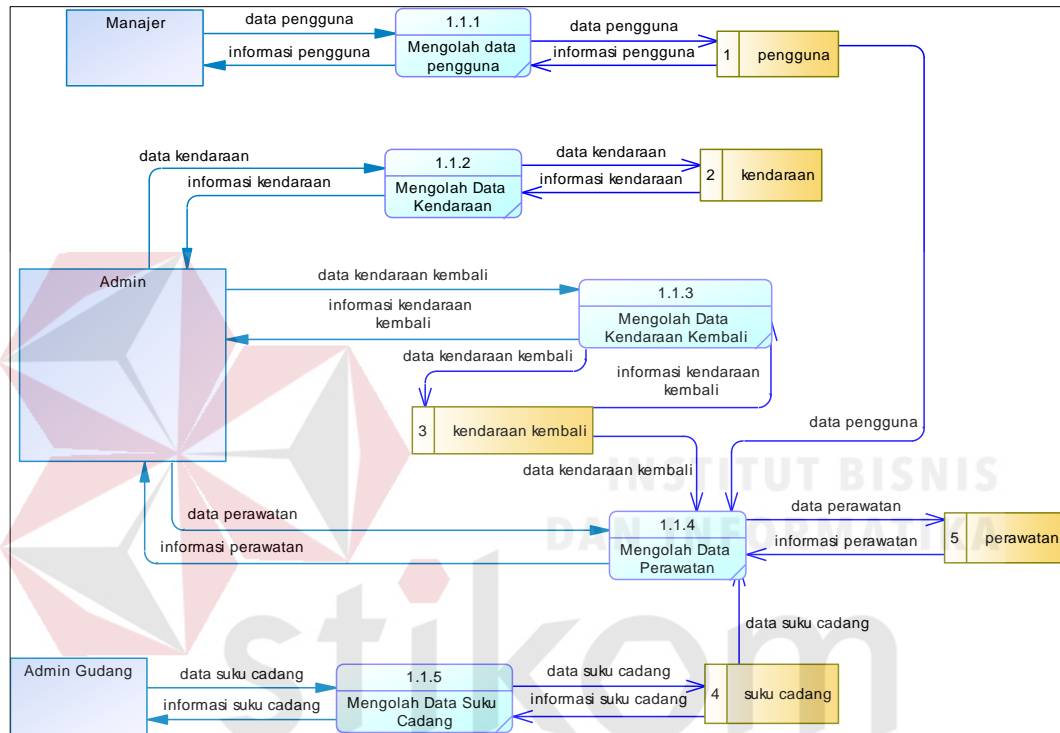 Manajer
data pengguna
informasi pengguna
1.1.1
Mengolah data
pengguna
data pengguna
informasi pengguna
1
pengguna
data kendaraan
informasi kendaraan
1.1.2
Mengolah Data
Kendaraan
data kendaraan
informasi kendaraan
2
kendaraan
Admin
data kendaraan kembali
informasi kendaraan
kembali
1.1.3
Mengolah Data
Kendaraan Kembali
data kendaraan kembali
informasi kendaraan
kembali
3
kendaraan kembali
data pengguna
data kendaraan kembali
INSTITUT BISNIS
DAN INFORMATIKA
data perawatan
informasi perawatan
1.1.4
Mengolah Data
Perawatan
data perawatan
informasi perawatan
5
perawatan
data suku cadang
stikom
Admin Gudang
data suku cadang
informasi suku cadang
1.1.5
Mengolah Data Suku
Cadang
data suku cadang
informasi suku cadang
4
suku cadang